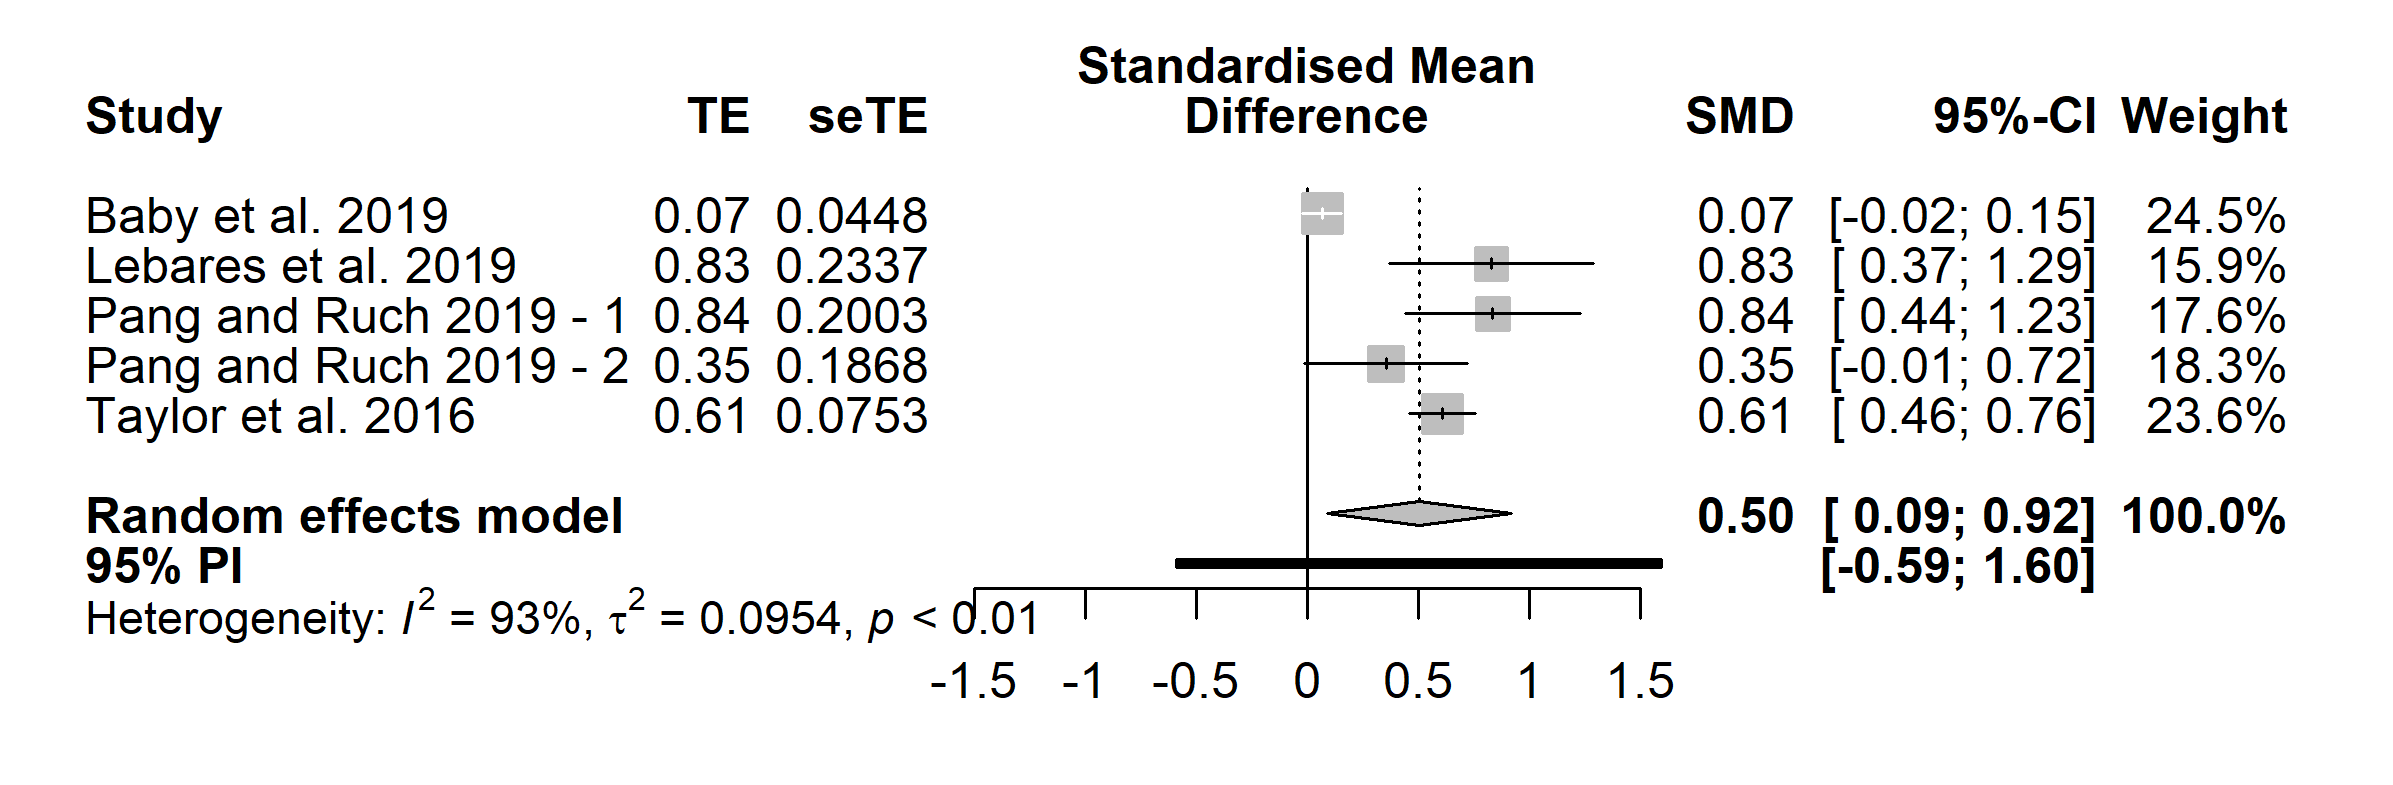 Standardised Mean
Study TE seTE Difference SMD 95%-CI Weight
Baby et al. 2019 0.07 0.0448 0.07 [-0.02; 0.15] 24.5%
Lebares et al. 2019 0.83 0.2337 0.83 [ 0.37; 1.29] 15.9%
Pang and Ruch 2019 - 1 0.84 0.2003 0.84 [ 0.44; 1.23] 17.6%
Pang and Ruch 2019 - 2 0.35 0.1868 0.35 [-0.01; 0.72] 18.3%
Taylor et al. 2016 0.61 0.0753 0.61 [ 0.46; 0.76] 23.6%
Random effects model 0.50 [ 0.09; 0.92] 100.0%
95% PI [-0.59; 1.60]
Heterogeneity: I² = 93%, τ² = 0.0954, p < 0.01
-1.5 -1 -0.5 0 0.5 1 1.5